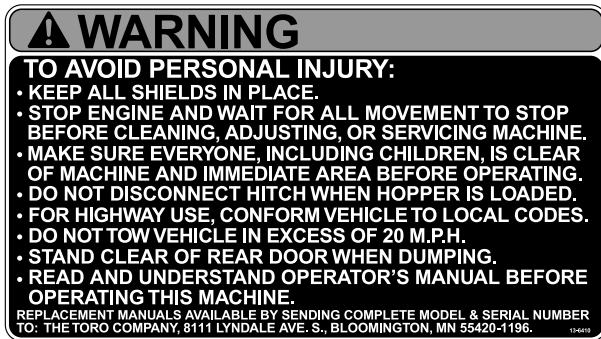 WARNING
TO AVOID PERSONAL INJURY:
• KEEP ALL SHIELDS IN PLACE.
• STOP ENGINE AND WAIT FOR ALL MOVEMENT TO STOP
BEFORE CLEANING, ADJUSTING, OR SERVICING MACHINE.
• MAKE SURE EVERYONE, INCLUDING CHILDREN, IS CLEAR
OF MACHINE AND IMMEDIATE AREA BEFORE OPERATING.
• DO NOT DISCONNECT HITCH WHEN HOPPER IS LOADED.
• FOR HIGHWAY USE, CONFORM VEHICLE TO LOCAL CODES.
• DO NOT TOW VEHICLE IN EXCESS OF 20 M.P.H.
• STAND CLEAR OF REAR DOOR WHEN DUMPING.
• READ AND UNDERSTAND OPERATOR'S MANUAL BEFORE
OPERATING THIS MACHINE.
REPLACEMENT MANUALS AVAILABLE BY SENDING COMPLETE MODEL & SERIAL NUMBER
TO: THE TORO COMPANY, 8111 LYNDALE AVE. S., BLOOMINGTON, MN 55420-1196. 13-6410